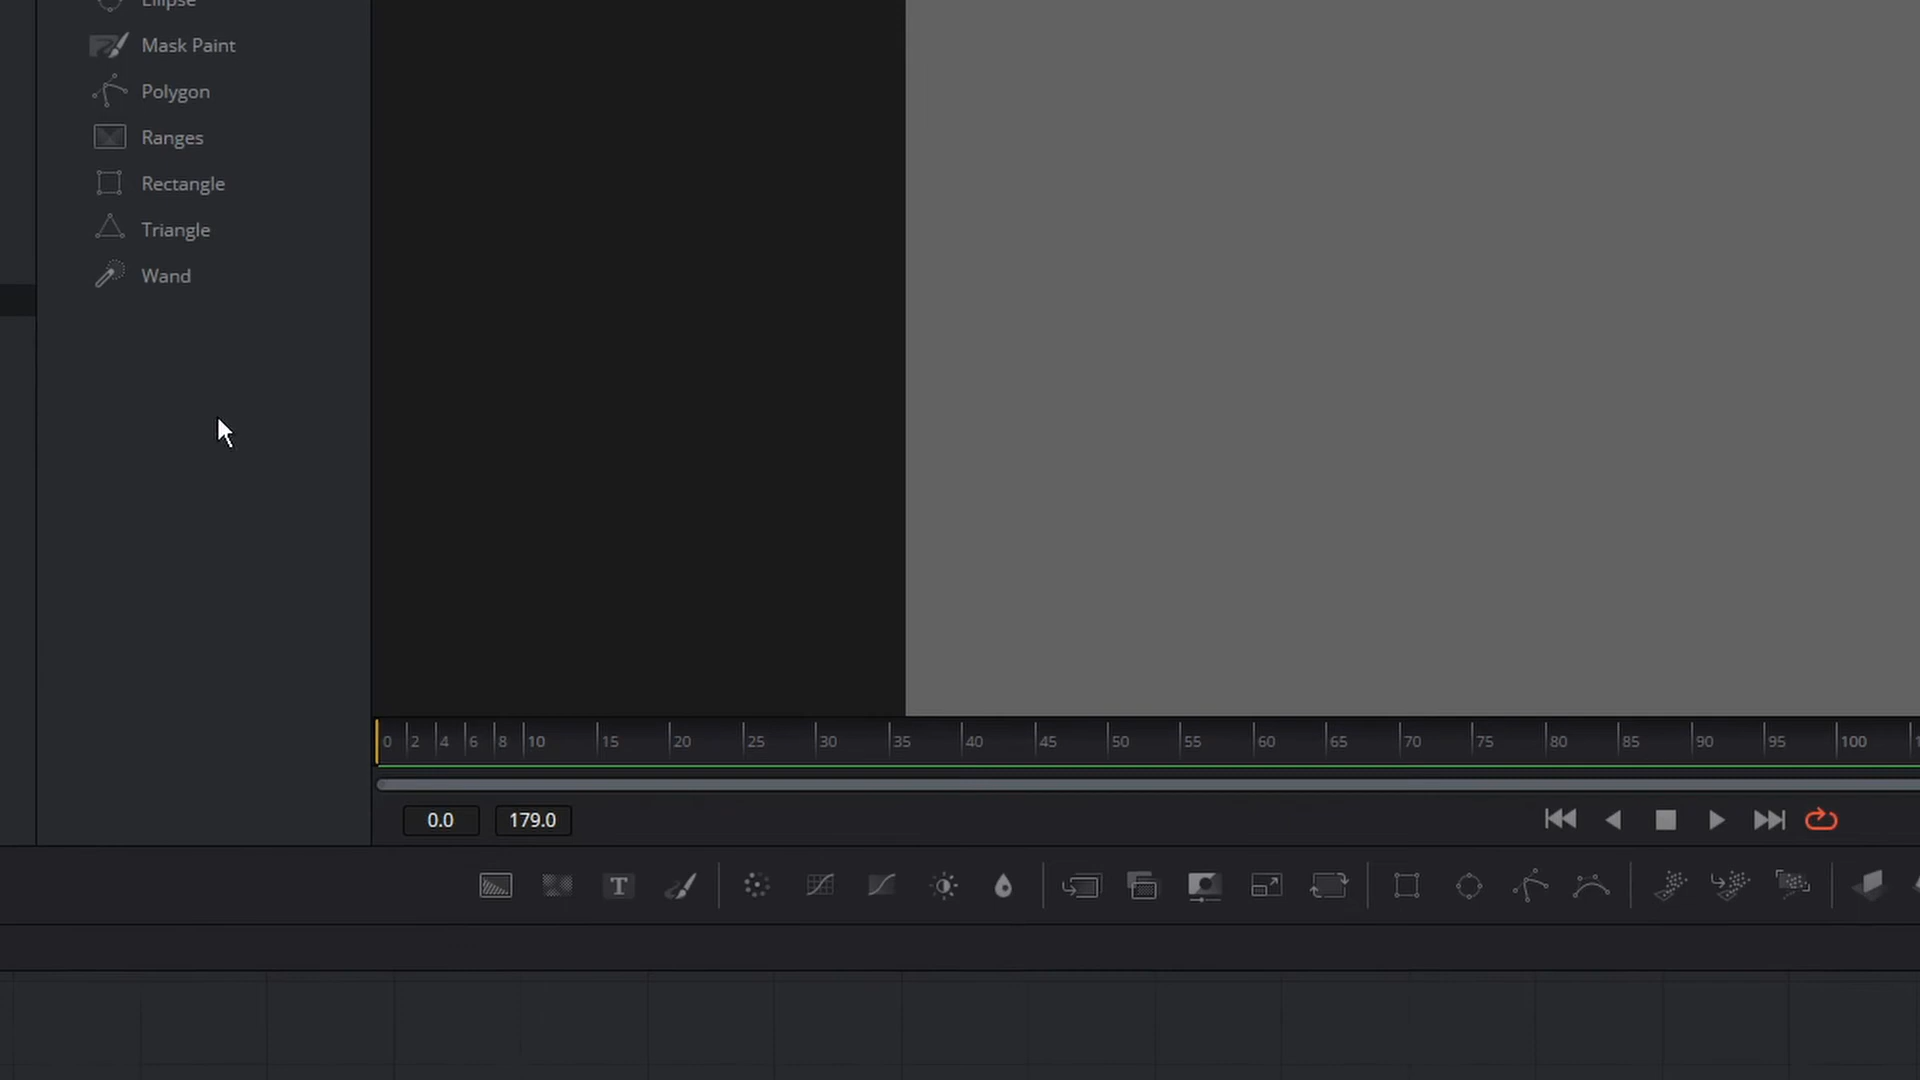 Ellipse
Mask Paint
Polygon
Ranges
Rectangle
Triangle
Wand
0 2 4 6 8 10 15 20 25 30 35 40 45 50 55 60 65 70 75 80 85 90 95 100
0.0 179.0
T